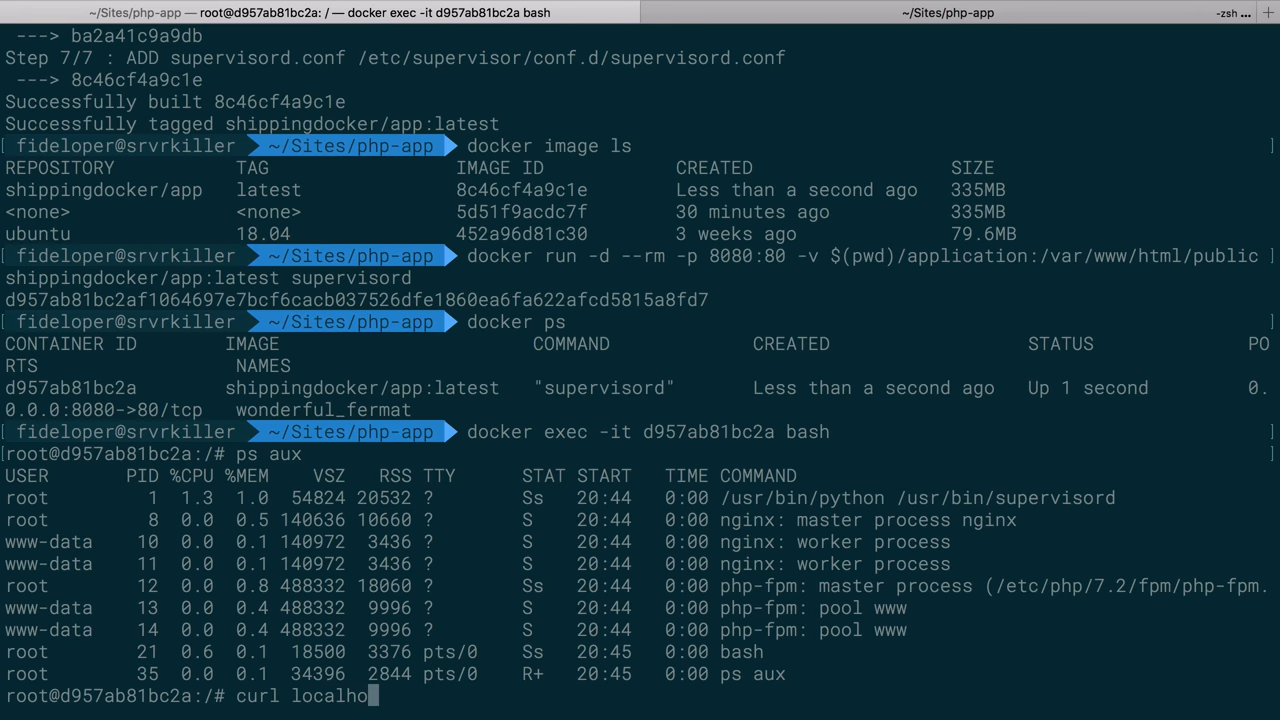 ~/Sites/php-app — root@d957ab81bc2a: / — docker exec -it d957ab81bc2a bash ~/Sites/php-app -zsh ... +
---> ba2a41c9a9db
Step 7/7 : ADD supervisord.conf /etc/supervisor/conf.d/supervisord.conf
---> 8c46cf4a9c1e
Successfully built 8c46cf4a9c1e
Successfully tagged shippingdocker/app:latest
[ fideloper@srvrkiller ~/Sites/php-app docker image ls ]
REPOSITORY TAG IMAGE ID CREATED SIZE
shippingdocker/app latest 8c46cf4a9c1e Less than a second ago 335MB
<none> <none> 5d51f9acdc7f 30 minutes ago 335MB
ubuntu 18.04 452a96d81c30 3 weeks ago 79.6MB
[ fideloper@srvrkiller ~/Sites/php-app docker run -d --rm -p 8080:80 -v $(pwd)/application:/var/www/html/public ]
shippingdocker/app:latest supervisord
d957ab81bc2af1064697e7bcf6cacb037526dfe1860ea6fa622afcd5815a8fd7
[ fideloper@srvrkiller ~/Sites/php-app docker ps ]
CONTAINER ID IMAGE COMMAND CREATED STATUS PO
RTS NAMES
d957ab81bc2a shippingdocker/app:latest "supervisord" Less than a second ago Up 1 second 0.
0.0.0:8080->80/tcp wonderful_fermat
[ fideloper@srvrkiller ~/Sites/php-app docker exec -it d957ab81bc2a bash ]
[root@d957ab81bc2a:/# ps aux ]
USER PID %CPU %MEM VSZ RSS TTY STAT START TIME COMMAND
root 1 1.3 1.0 54824 20532 ? Ss 20:44 0:00 /usr/bin/python /usr/bin/supervisord
root 8 0.0 0.5 140636 10660 ? S 20:44 0:00 nginx: master process nginx
www-data 10 0.0 0.1 140972 3436 ? S 20:44 0:00 nginx: worker process
www-data 11 0.0 0.1 140972 3436 ? S 20:44 0:00 nginx: worker process
root 12 0.0 0.8 488332 18060 ? Ss 20:44 0:00 php-fpm: master process (/etc/php/7.2/fpm/php-fpm.
www-data 13 0.0 0.4 488332 9996 ? S 20:44 0:00 php-fpm: pool www
www-data 14 0.0 0.4 488332 9996 ? S 20:44 0:00 php-fpm: pool www
root 21 0.6 0.1 18500 3376 pts/0 Ss 20:45 0:00 bash
root 35 0.0 0.1 34396 2844 pts/0 R+ 20:45 0:00 ps aux
root@d957ab81bc2a:/# curl localho